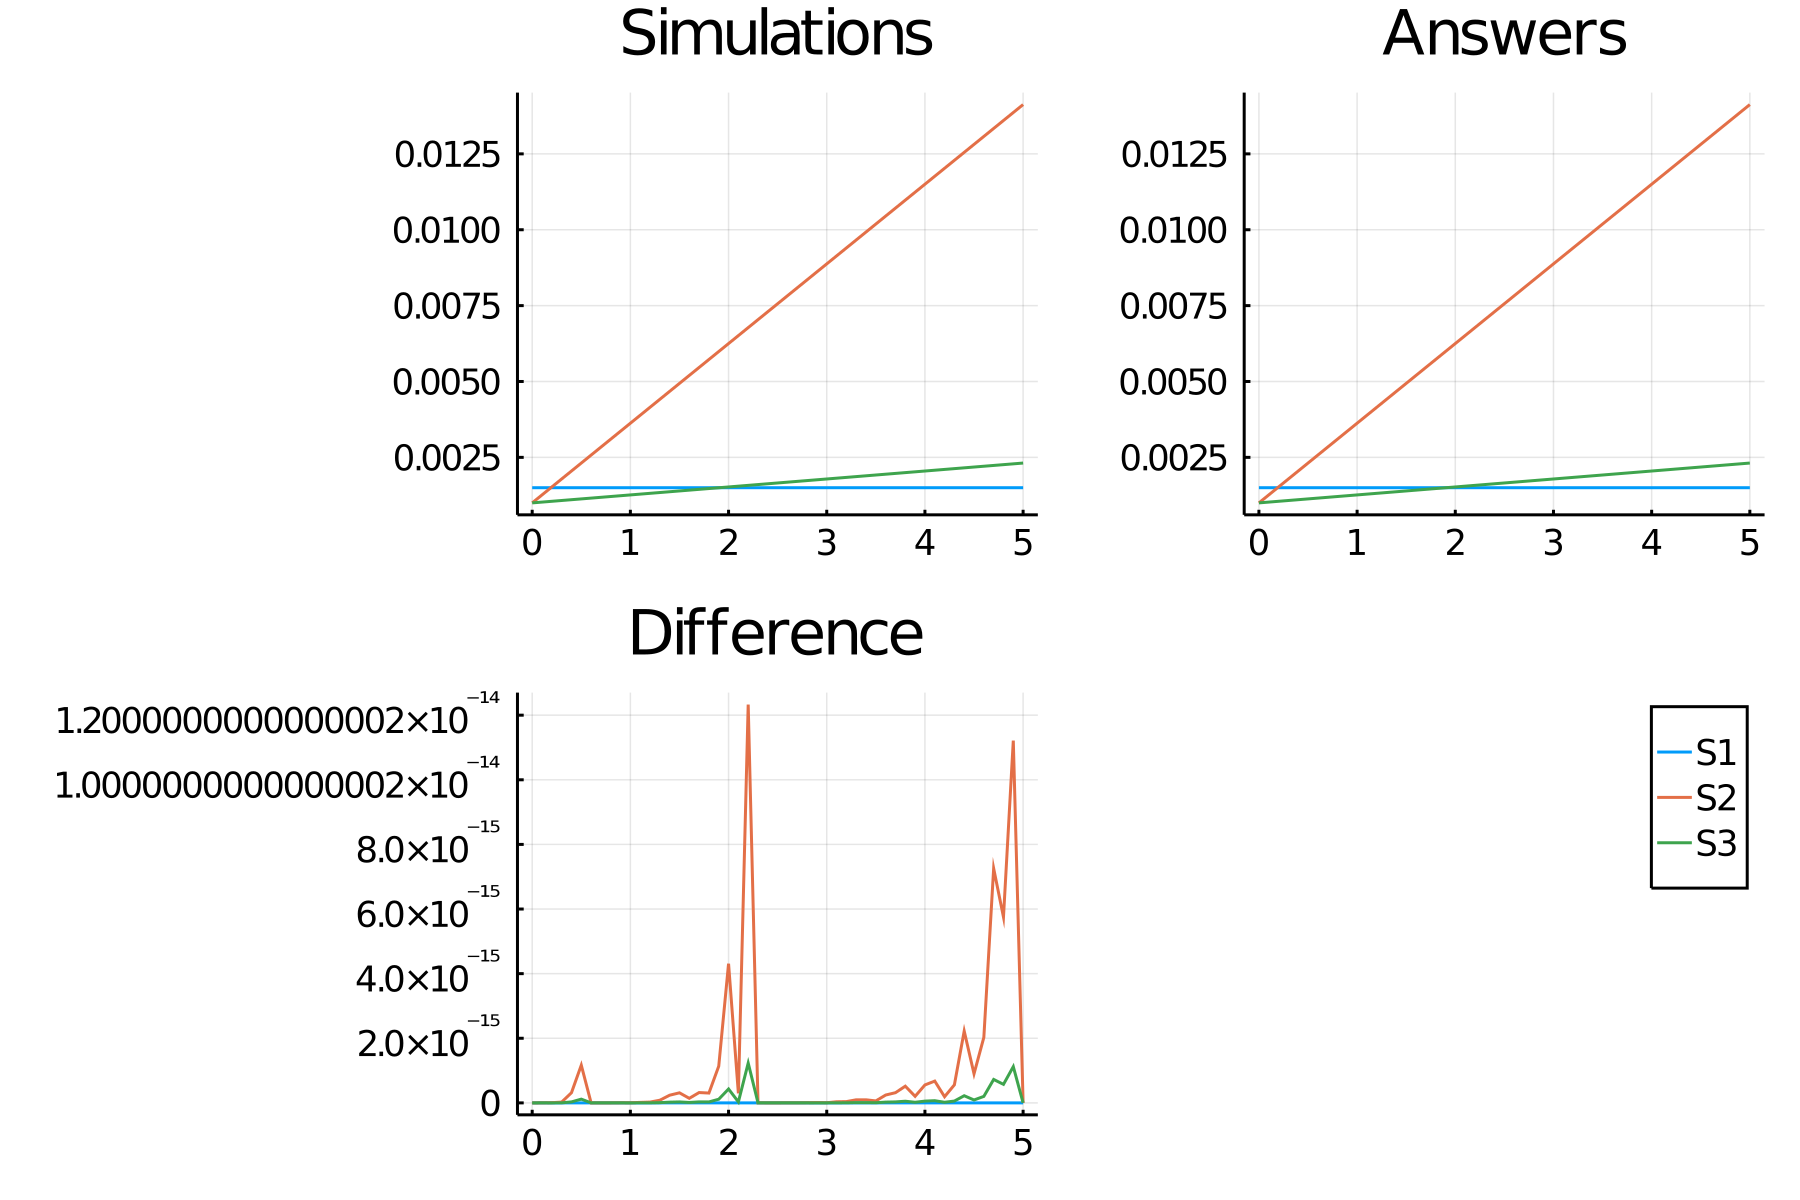 Simulations
0.0125
0.0100
0.0075
0.0050
0.0025
0 1 2 3 4 5
Answers
0.0125
0.0100
0.0075
0.0050
0.0025
0 1 2 3 4 5
Difference
1.2000000000000002×10⁻¹⁴
1.0000000000000002×10⁻¹⁴
8.0×10⁻¹⁵
6.0×10⁻¹⁵
4.0×10⁻¹⁵
2.0×10⁻¹⁵
0
0 1 2 3 4 5
S1
S2
S3